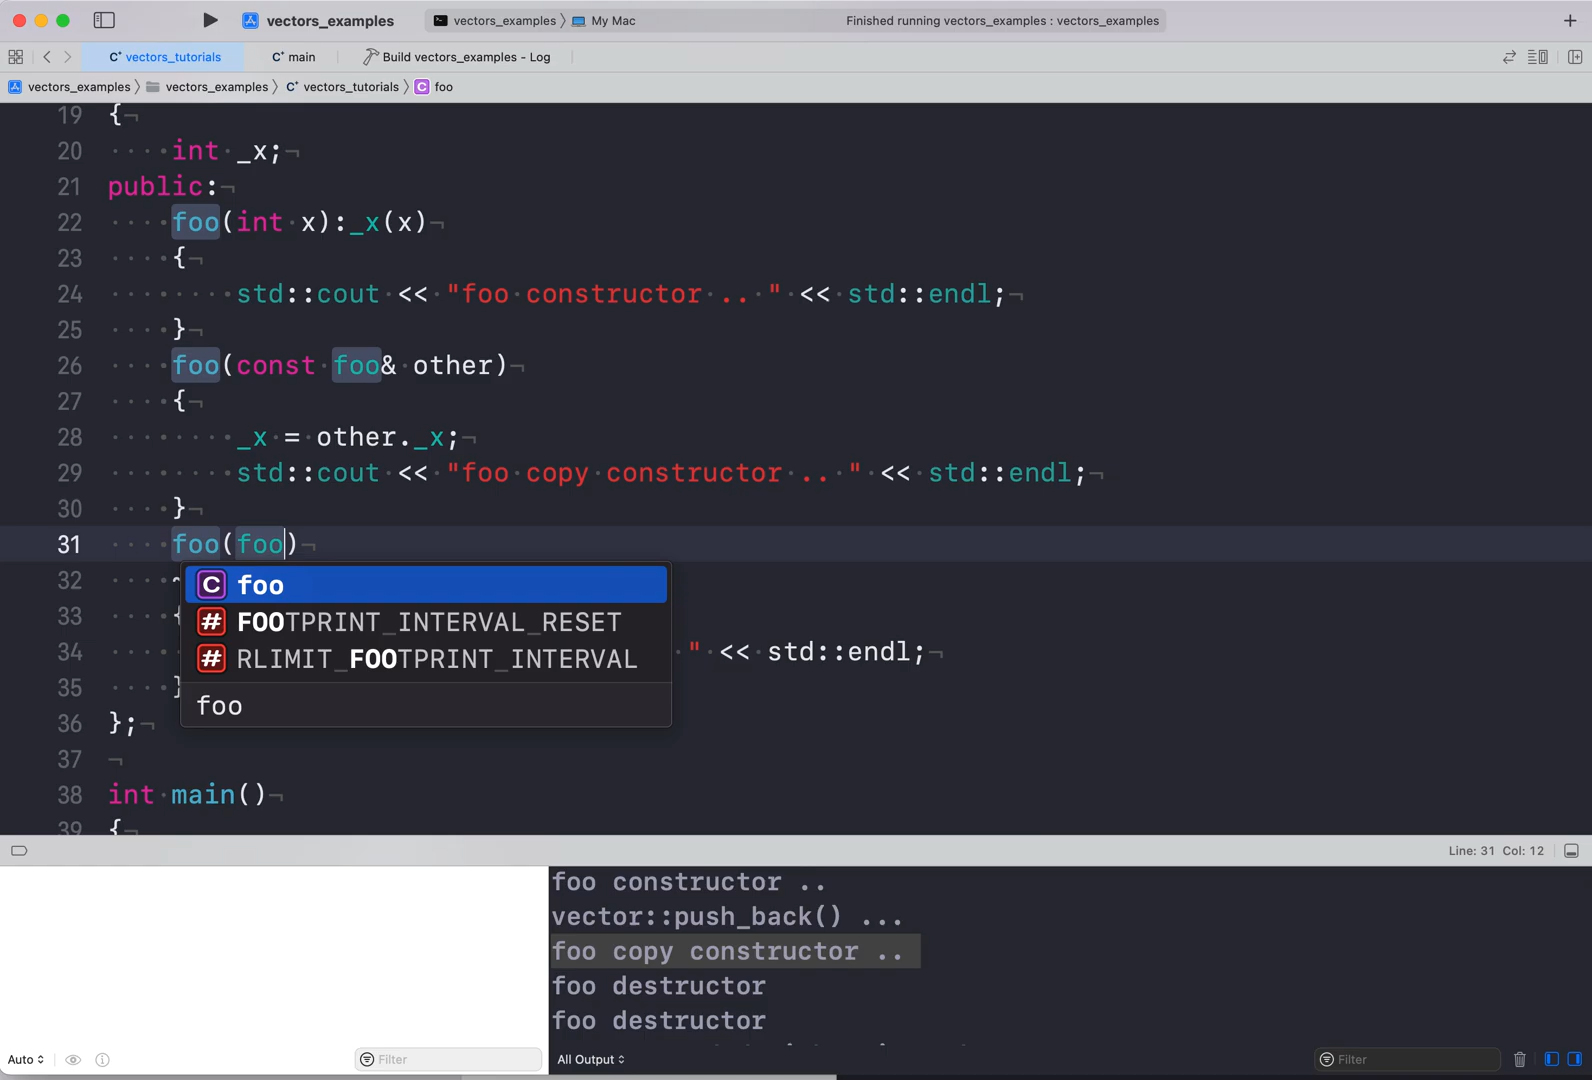 vectors_examples
vectors_examples 〉 My Mac
Finished running vectors_examples : vectors_examples
vectors_tutorials
main
Build vectors_examples - Log
vectors_examples 〉 vectors_examples 〉 vectors_tutorials 〉 C foo
19 {
20 int _x;
21 public:
22 foo(int x):_x(x)
23 {
24 std::cout << "foo constructor .. " << std::endl;
25 }
26 foo(const foo& other)
27 {
28 _x = other._x;
29 std::cout << "foo copy constructor .. " << std::endl;
30 }
31 foo(foo)
C foo
# FOOTPRINT_INTERVAL_RESET
# RLIMIT_FOOTPRINT_INTERVAL
foo
32 ~
33 {
34 " << std::endl;
35 }
36 };
37
38 int main()
39 {
Line: 31 Col: 12
foo constructor ..
vector::push_back() ...
foo copy constructor ..
foo destructor
foo destructor
Auto
Filter
All Output
Filter